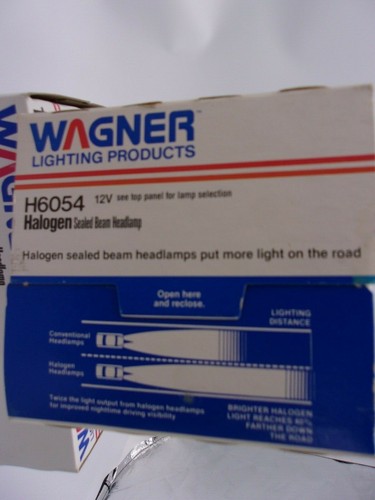 WAGNER
LIGHTING PRODUCTS
H6054 12V see top panel for lamp selection
Halogen Sealed Beam Headlamp
Halogen sealed beam headlamps put more light on the road
Open here
and reclose.
LIGHTING
DISTANCE
Conventional
Headlamps
Halogen
Headlamps
Twice the light output from halogen headlamps
for improved nighttime driving visibility
BRIGHTER HALOGEN
LIGHT REACHES 40%
FARTHER DOWN
THE ROAD
WAGNER